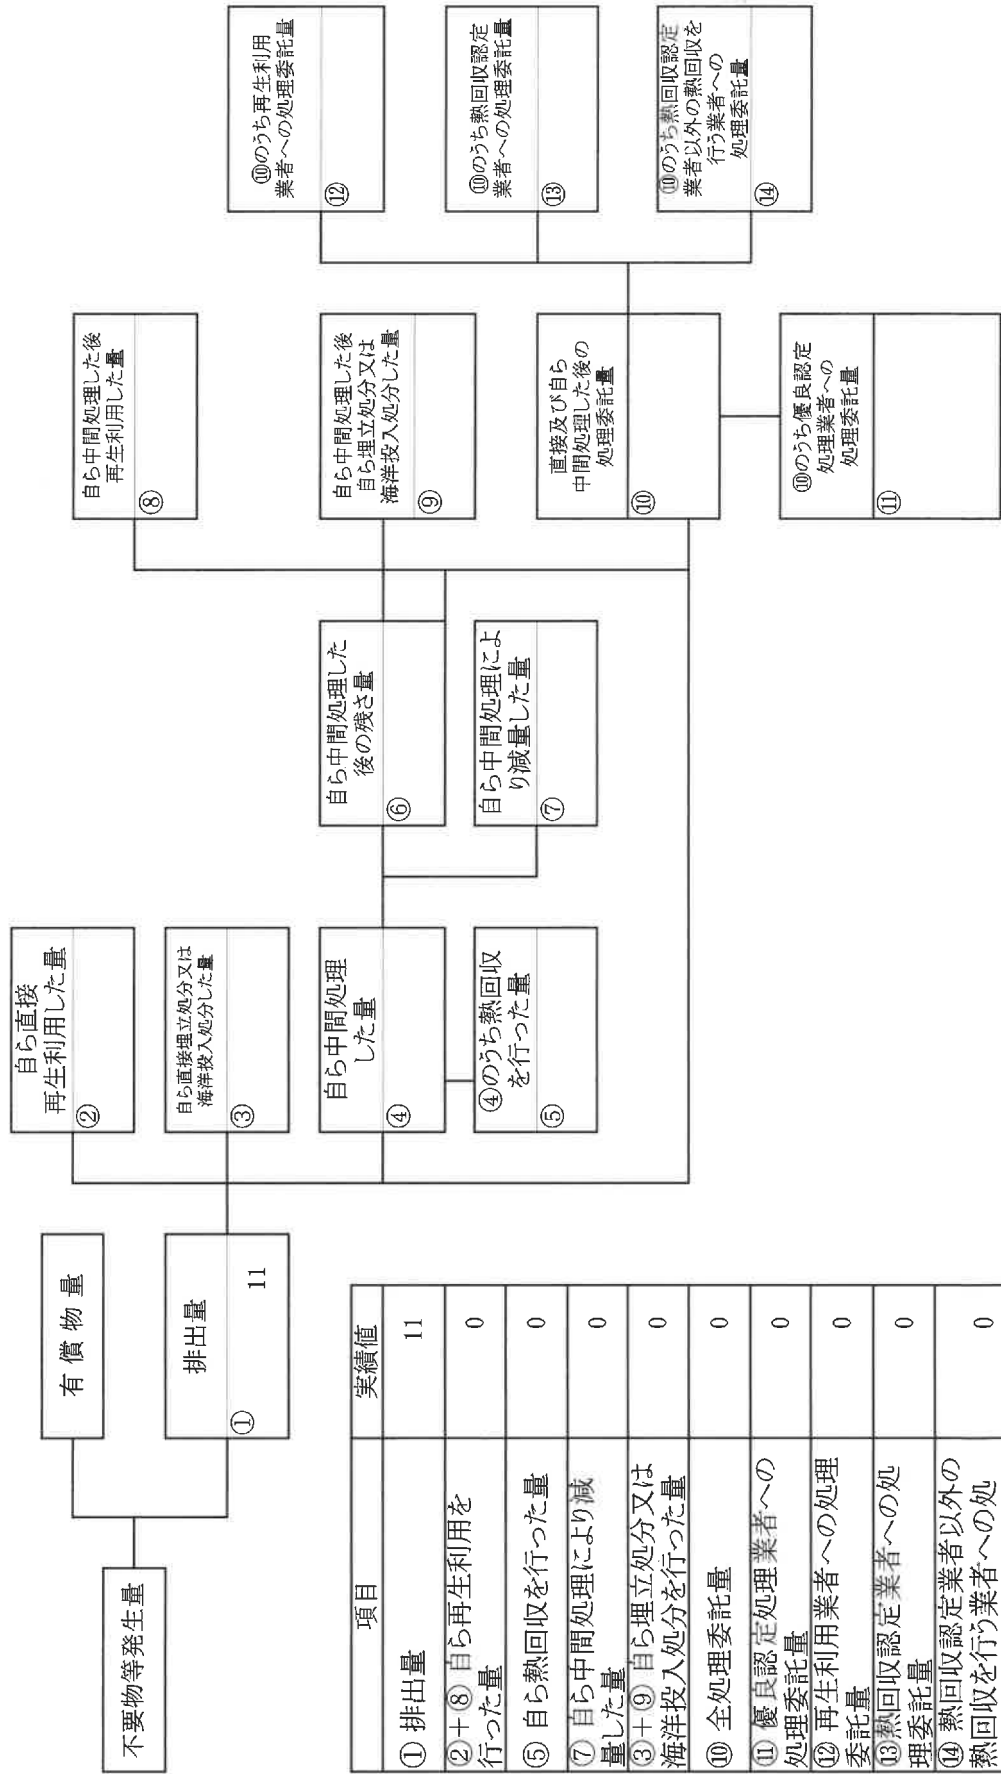 不要物等発生量
有償物量
排出量
①
11
自ら直接
再生利用した量
②
自ら直接埋立処分又は
海洋投入処分した量
③
自ら中間処理
した量
④
④のうち熱回収
を行った量
⑤
自ら中間処理した
後の残さ量
⑥
自ら中間処理によ
り減量した量
⑦
自ら中間処理した後
再生利用した量
⑧
自ら中間処理した後
自ら埋立処分又は
海洋投入処分した量
⑨
直接及び自ら
中間処理した後の
処理委託量
⑩
⑩のうち優良認定
処理業者への
処理委託量
⑪
⑩のうち再生利用
業者への処理委託量
⑫
⑩のうち熱回収認定
業者への処理委託量
⑬
⑩のうち熱回収認定
業者以外の熱回収を
行う業者への
処理委託量
⑭
項目 実績値
① 排出量 11
②＋⑧ 自ら再生利用を
行った量 0
⑤ 自ら熱回収を行った量 0
⑦ 自ら中間処理により減
量した量 0
③＋⑨ 自ら埋立処分又は
海洋投入処分を行った量 0
⑩ 全処理委託量 0
⑪ 優良認定処理業者への
処理委託量 0
⑫ 再生利用業者への処理
委託量 0
⑬熱回収認定業者への処
理委託量 0
⑭ 熱回収認定業者以外の
熱回収を行う業者への処 0